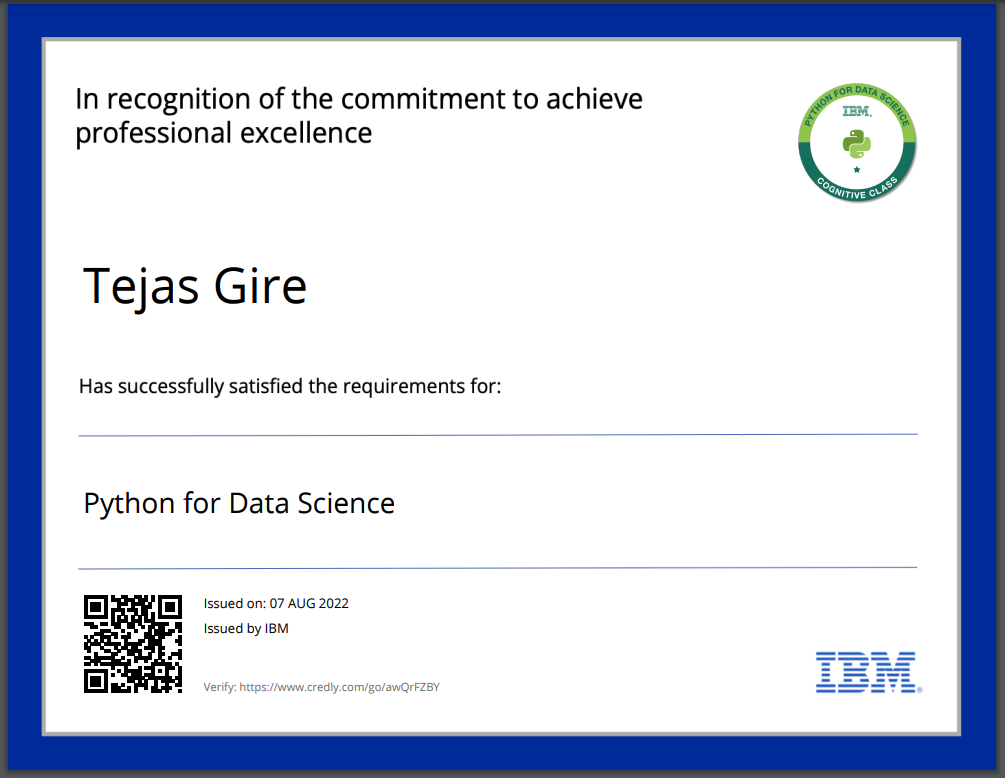 In recognition of the commitment to achieve
professional excellence
PYTHON FOR DATA SCIENCE
IBM.
COGNITIVE CLASS
Tejas Gire
Has successfully satisfied the requirements for:
Python for Data Science
Issued on: 07 AUG 2022
Issued by IBM
Verify: https://www.credly.com/go/awQrFZBY
IBM®